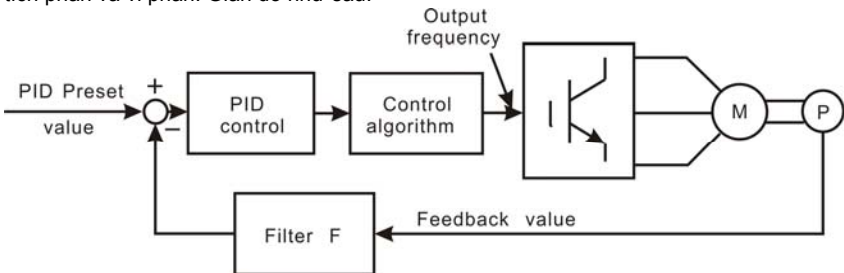 Output
frequency
PID Preset
value
+
−
PID
control
Control
algorithm
M
P
Filter F
Feedback value